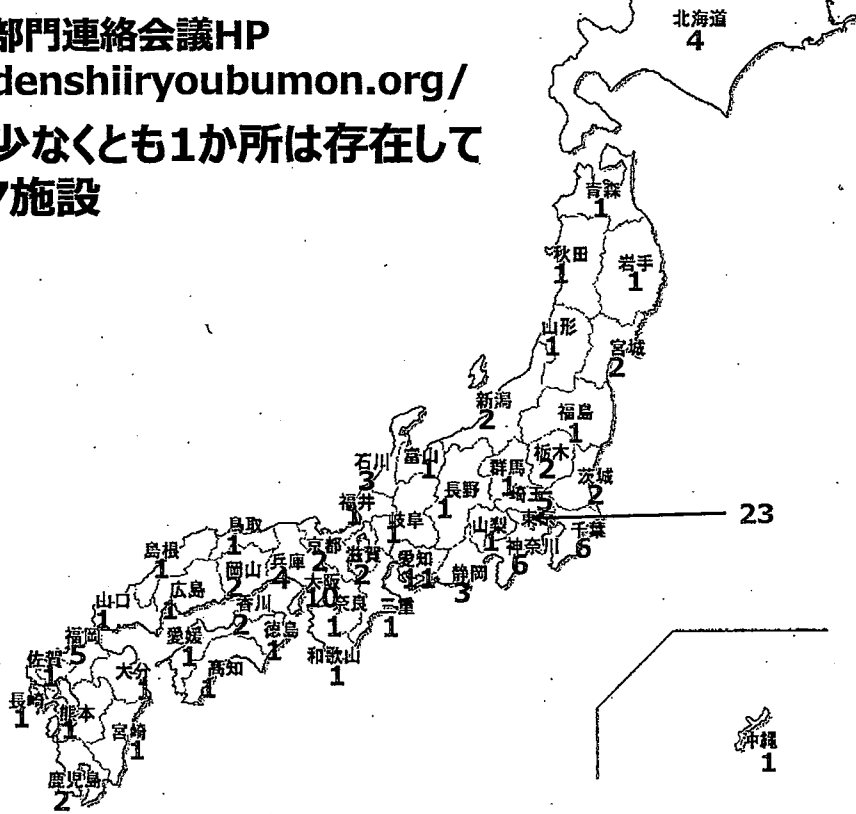 部門連絡会議HP
denshiiryoubumon.org/
少なくとも1か所は存在して
施設
北海道
4
青森
1
秋田
1
岩手
1
山形
1
宮城
2
新潟
2
福島
1
石川
3
富山
1
群馬
1
栃木
2
茨城
2
長野
1
埼玉
5
福井
1
岐阜
1
山梨
1
東京
23
千葉
6
神奈川
6
鳥取
1
島根
1
京都
2
滋賀
2
愛知
11
静岡
3
岡山
2
兵庫
4
広島
1
大阪
10
奈良
1
三重
1
山口
1
香川
2
徳島
1
愛媛
1
和歌山
1
福岡
5
佐賀
1
大分
1
高知
1
長崎
1
熊本
1
宮崎
1
鹿児島
2
沖縄
1